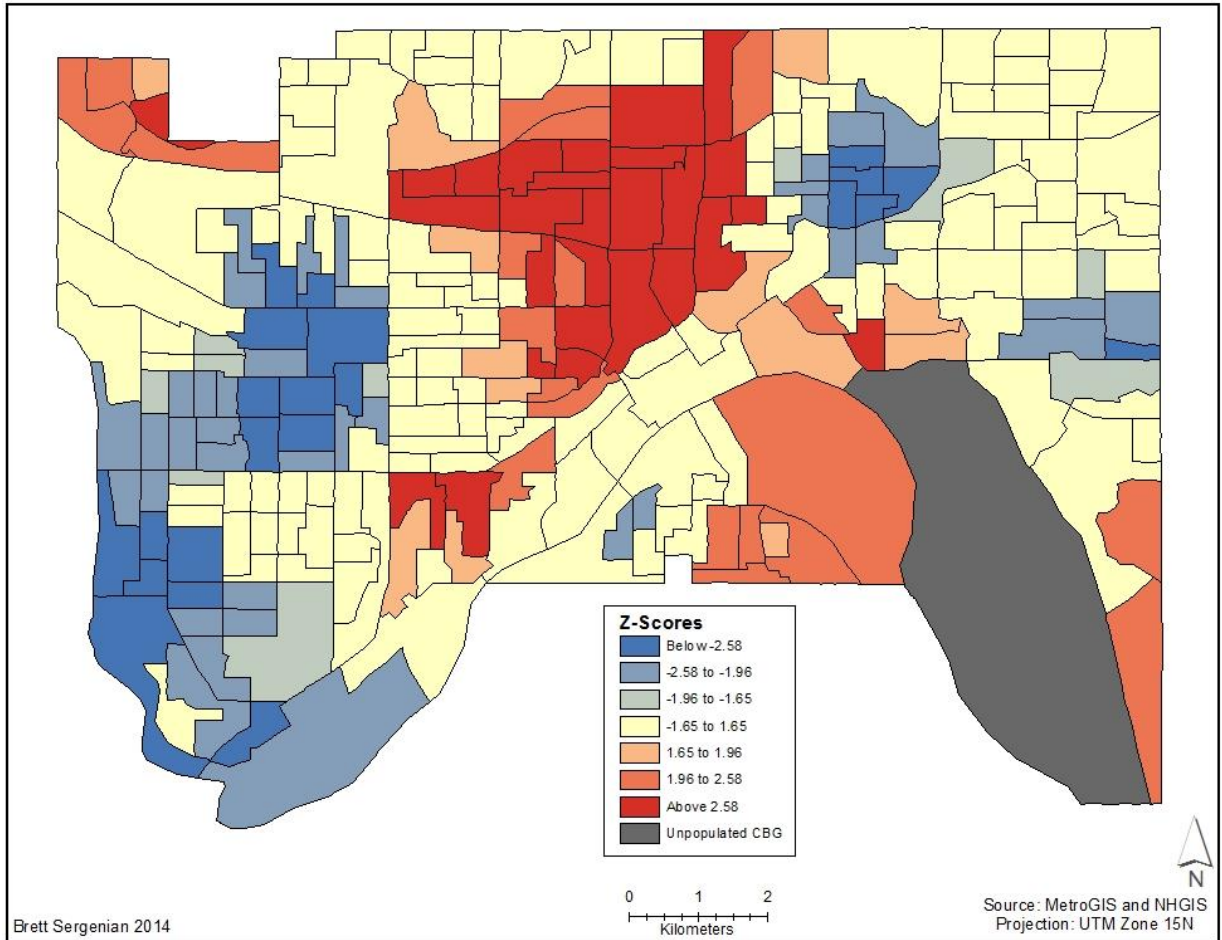 Z-Scores
Below -2.58
-2.58 to -1.96
-1.96 to -1.65
-1.65 to 1.65
1.65 to 1.96
1.96 to 2.58
Above 2.58
Unpopulated CBG
0 1 2
Kilometers
N
Brett Sergenian 2014
Source: MetroGIS and NHGIS
Projection: UTM Zone 15N